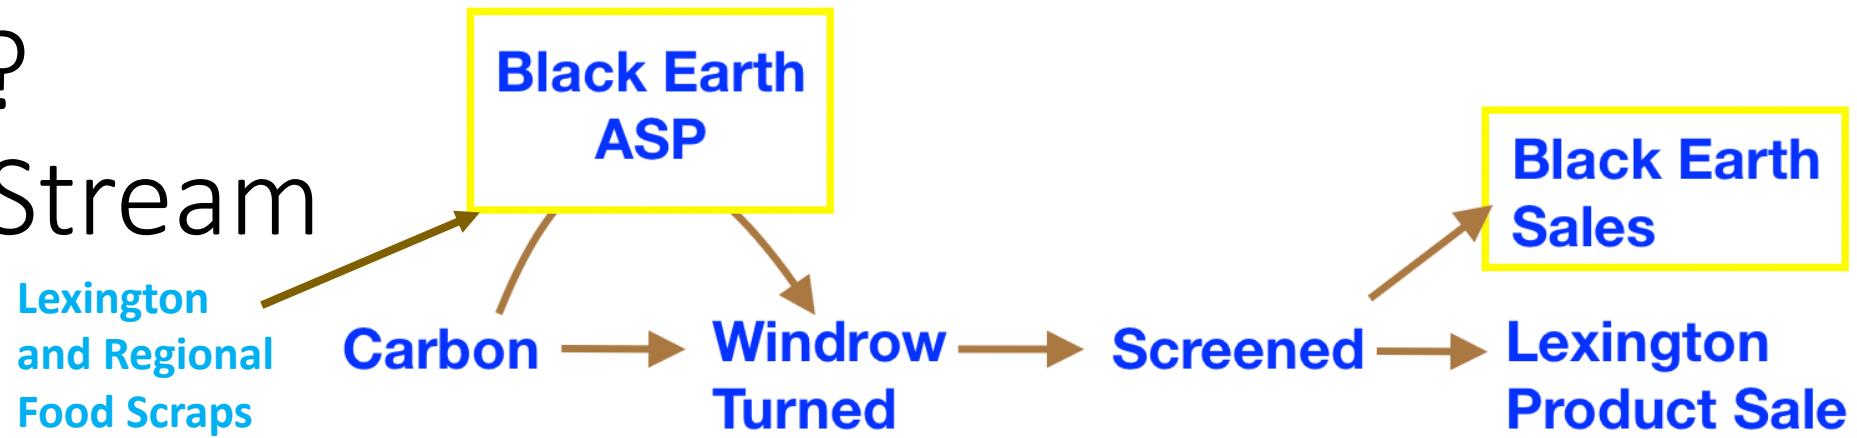 ?
Stream
Black Earth
ASP
Black Earth
Sales
Lexington
and Regional
Food Scraps
Carbon
Windrow
Turned
Screened
Lexington
Product Sale